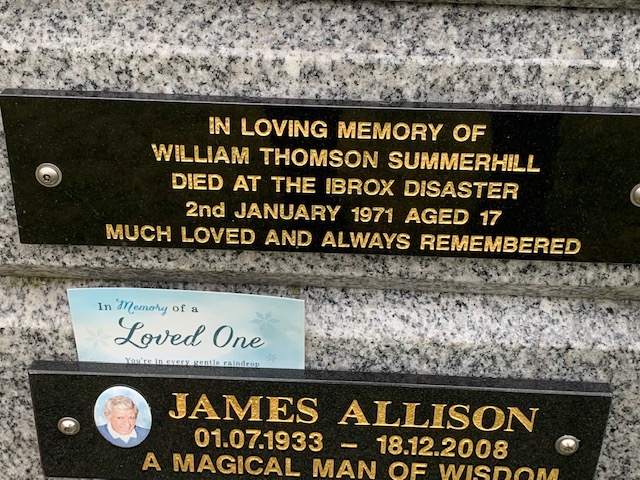 IN LOVING MEMORY OF
WILLIAM THOMSON SUMMERHILL
DIED AT THE IBROX DISASTER
2nd JANUARY 1971 AGED 17
MUCH LOVED AND ALWAYS REMEMBERED
In Memory of a
Loved One
You're in every gentle raindrop
JAMES ALLISON
01.07.1933 – 18.12.2008
A MAGICAL MAN OF WISDOM